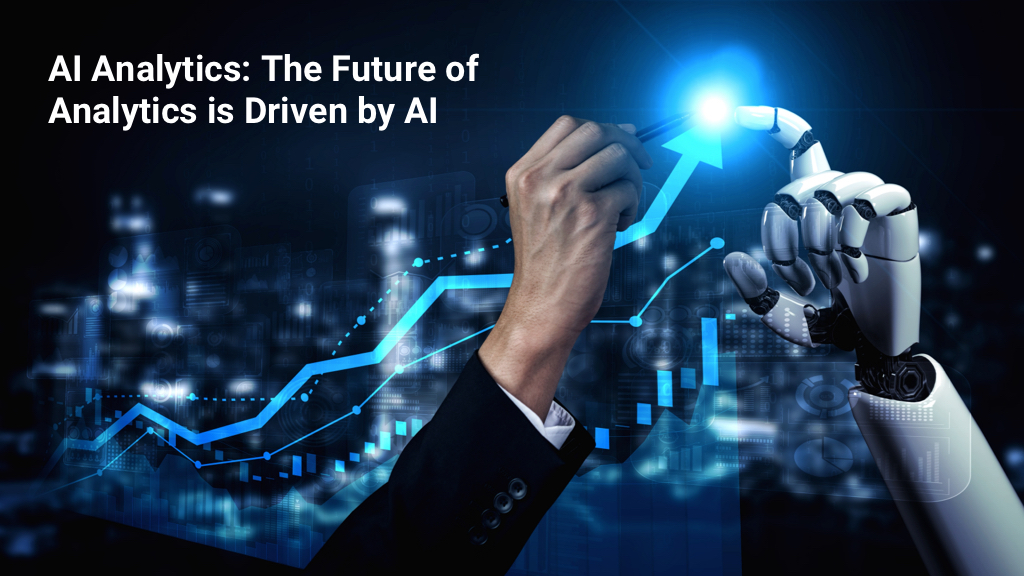 AI Analytics: The Future of
Analytics is Driven by AI